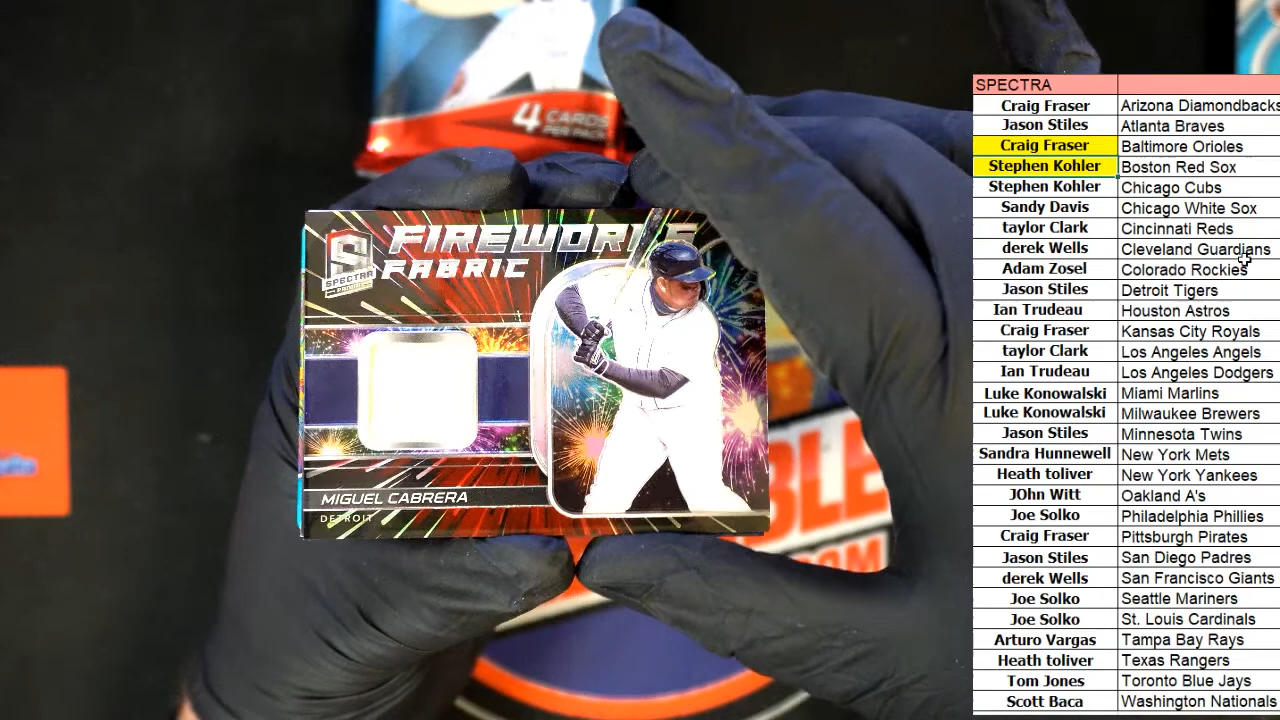 4 CARDS
PER PACK
FIREWORKS
FABRIC
SPECTRA
MIGUEL CABRERA
DETROIT
SPECTRA
Craig Fraser Arizona Diamondbacks
Jason Stiles Atlanta Braves
Craig Fraser Baltimore Orioles
Stephen Kohler Boston Red Sox
Stephen Kohler Chicago Cubs
Sandy Davis Chicago White Sox
taylor Clark Cincinnati Reds
derek Wells Cleveland Guardians
Adam Zosel Colorado Rockies
Jason Stiles Detroit Tigers
Ian Trudeau Houston Astros
Craig Fraser Kansas City Royals
taylor Clark Los Angeles Angels
Ian Trudeau Los Angeles Dodgers
Luke Konowalski Miami Marlins
Luke Konowalski Milwaukee Brewers
Jason Stiles Minnesota Twins
Sandra Hunnewell New York Mets
Heath toliver New York Yankees
JOhn Witt Oakland A's
Joe Solko Philadelphia Phillies
Craig Fraser Pittsburgh Pirates
Jason Stiles San Diego Padres
derek Wells San Francisco Giants
Joe Solko Seattle Mariners
Joe Solko St. Louis Cardinals
Arturo Vargas Tampa Bay Rays
Heath toliver Texas Rangers
Tom Jones Toronto Blue Jays
Scott Baca Washington Nationals